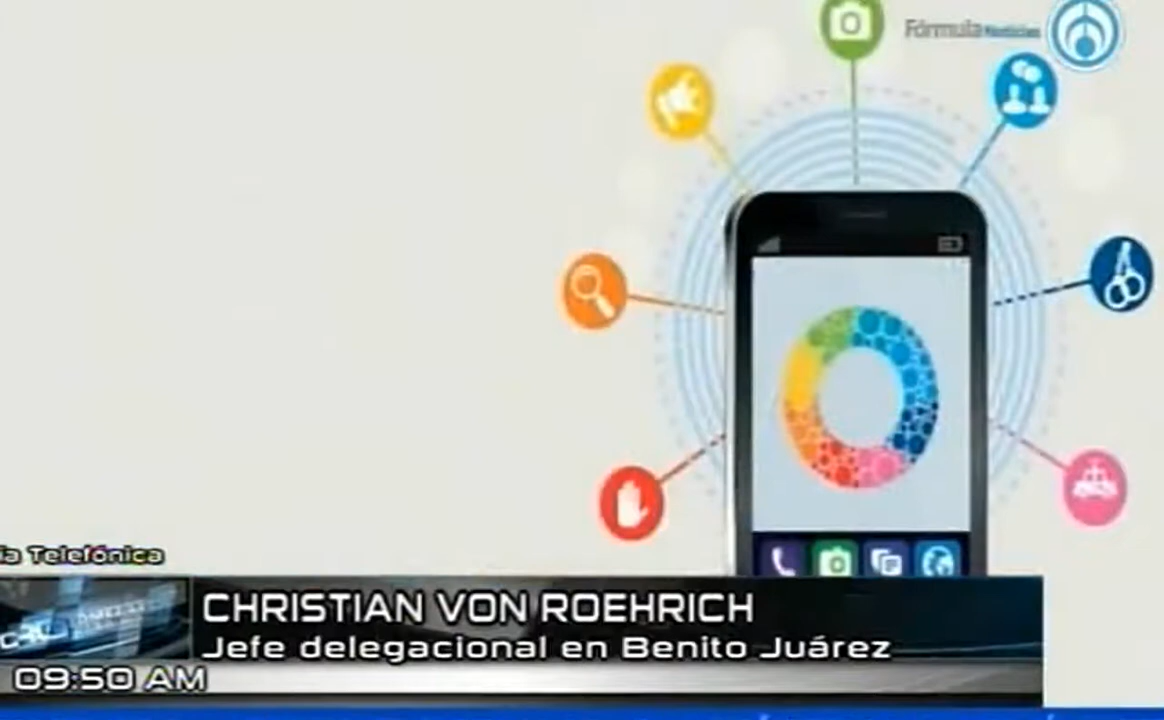 Fórmula
ía Telefónica
CHRISTIAN VON ROEHRICH
Jefe delegacional en Benito Juárez
09:50 AM